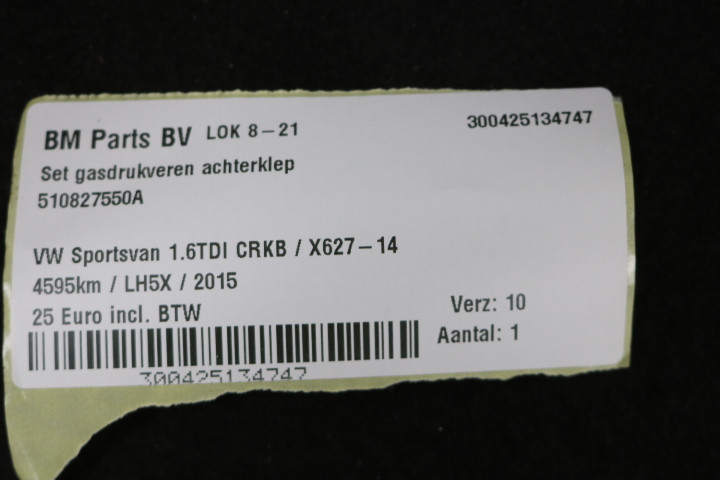 BM Parts BV LOK 8-21 300425134747
Set gasdrukveren achterklep
510827550A
VW Sportsvan 1.6TDI CRKB / X627-14
4595km / LH5X / 2015
25 Euro incl. BTW Verz: 10
Aantal: 1
300425134747